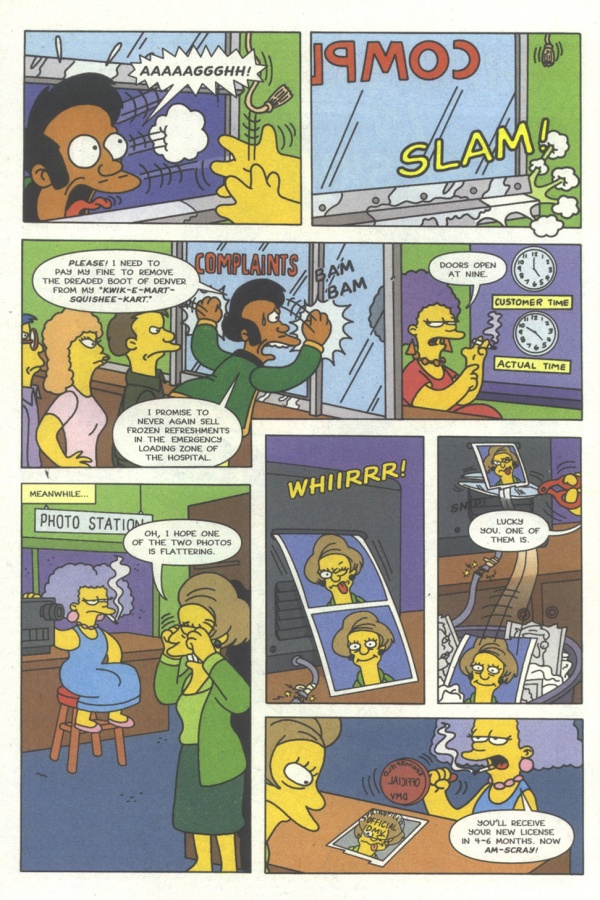 AAAAAGGGHH!
COMPL
SLAM!
PLEASE! I NEED TO
PAY MY FINE TO REMOVE
THE DREADED BOOT OF DENVER
FROM MY "KWIK-E-MART-
SQUISHEE-KART."
COMPLAINTS
BAM
BAM
I PROMISE TO
NEVER AGAIN SELL
FROZEN REFRESHMENTS
IN THE EMERGENCY
LOADING ZONE OF
THE HOSPITAL.
DOORS OPEN
AT NINE.
CUSTOMER TIME
ACTUAL TIME
MEANWHILE...
PHOTO STATION
OH, I HOPE ONE
OF THE TWO PHOTOS
IS FLATTERING.
WHIIRRR!
LUCKY
YOU. ONE OF
THEM IS.
OFFICIAL
DMV
OFFICIAL
DMV
YOU'LL RECEIVE
YOUR NEW LICENSE
IN 4-6 MONTHS. NOW
AM-SCRAY!